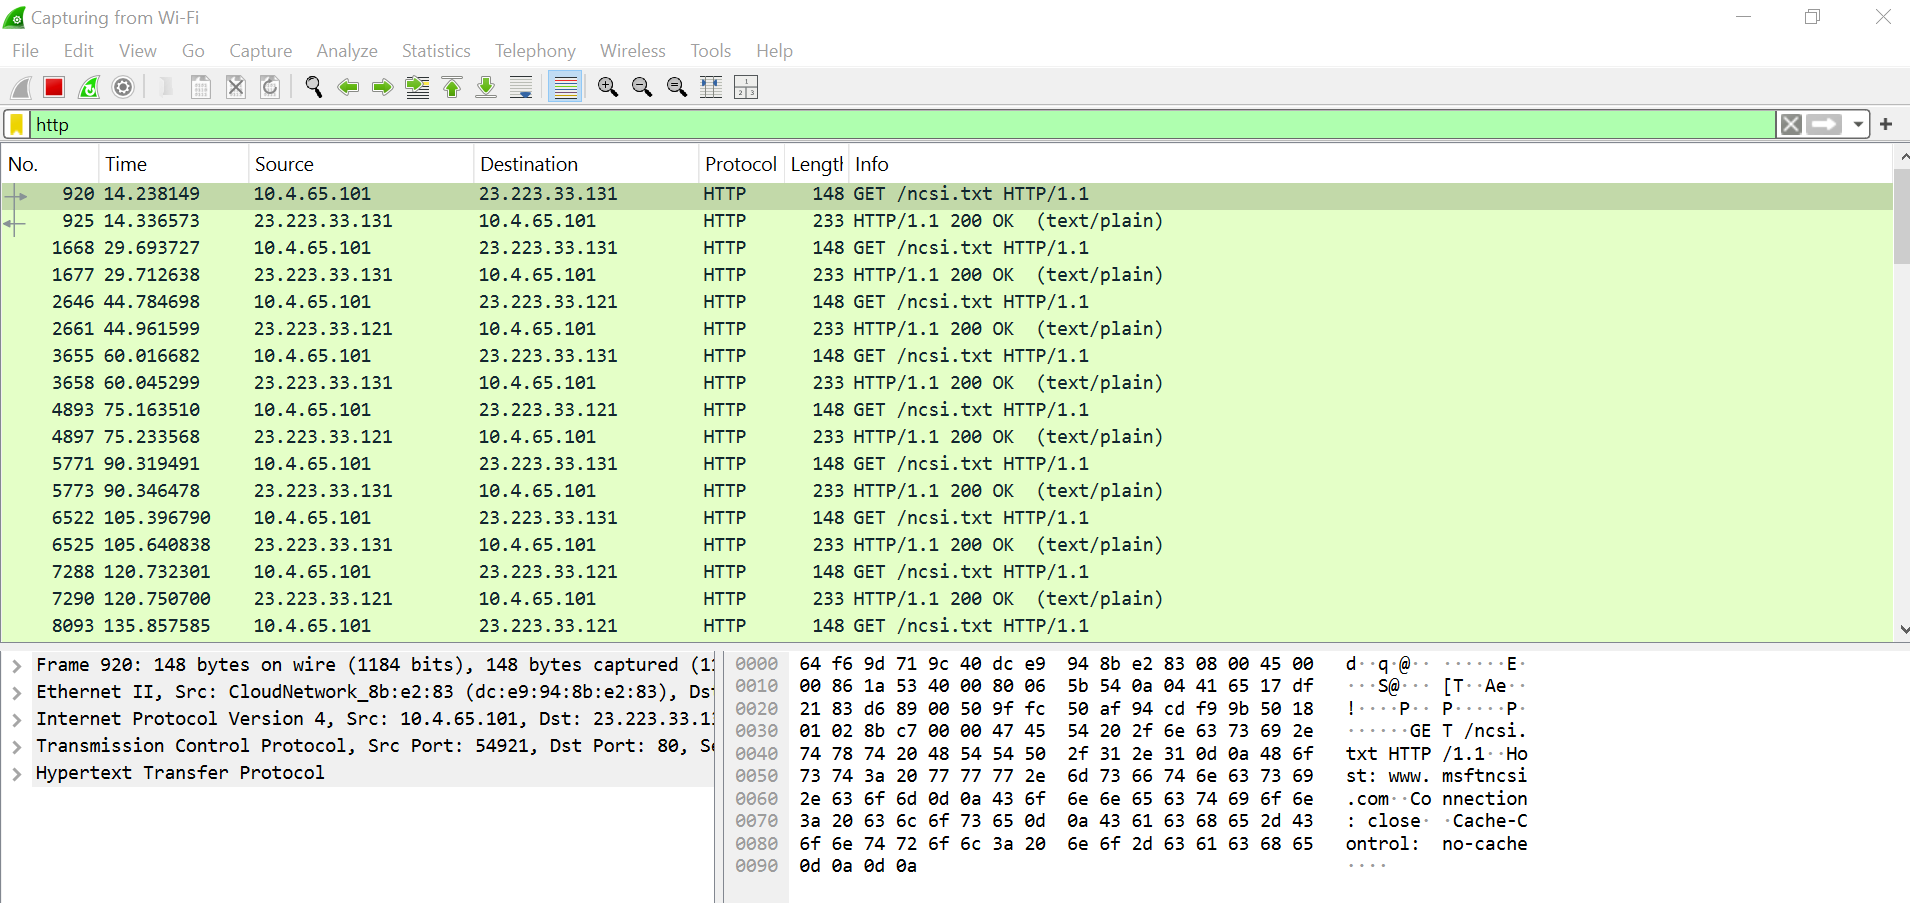 Capturing from Wi-Fi
File Edit View Go Capture Analyze Statistics Telephony Wireless Tools Help
http
No. Time Source Destination Protocol Lengtl Info
920 14.238149 10.4.65.101 23.223.33.131 HTTP 148 GET /ncsi.txt HTTP/1.1
925 14.336573 23.223.33.131 10.4.65.101 HTTP 233 HTTP/1.1 200 OK (text/plain)
1668 29.693727 10.4.65.101 23.223.33.131 HTTP 148 GET /ncsi.txt HTTP/1.1
1677 29.712638 23.223.33.131 10.4.65.101 HTTP 233 HTTP/1.1 200 OK (text/plain)
2646 44.784698 10.4.65.101 23.223.33.121 HTTP 148 GET /ncsi.txt HTTP/1.1
2661 44.961599 23.223.33.121 10.4.65.101 HTTP 233 HTTP/1.1 200 OK (text/plain)
3655 60.016682 10.4.65.101 23.223.33.131 HTTP 148 GET /ncsi.txt HTTP/1.1
3658 60.045299 23.223.33.131 10.4.65.101 HTTP 233 HTTP/1.1 200 OK (text/plain)
4893 75.163510 10.4.65.101 23.223.33.121 HTTP 148 GET /ncsi.txt HTTP/1.1
4897 75.233568 23.223.33.121 10.4.65.101 HTTP 233 HTTP/1.1 200 OK (text/plain)
5771 90.319491 10.4.65.101 23.223.33.131 HTTP 148 GET /ncsi.txt HTTP/1.1
5773 90.346478 23.223.33.131 10.4.65.101 HTTP 233 HTTP/1.1 200 OK (text/plain)
6522 105.396790 10.4.65.101 23.223.33.131 HTTP 148 GET /ncsi.txt HTTP/1.1
6525 105.640838 23.223.33.131 10.4.65.101 HTTP 233 HTTP/1.1 200 OK (text/plain)
7288 120.732301 10.4.65.101 23.223.33.121 HTTP 148 GET /ncsi.txt HTTP/1.1
7290 120.750700 23.223.33.121 10.4.65.101 HTTP 233 HTTP/1.1 200 OK (text/plain)
8093 135.857585 10.4.65.101 23.223.33.121 HTTP 148 GET /ncsi.txt HTTP/1.1
Frame 920: 148 bytes on wire (1184 bits), 148 bytes captured (11
Ethernet II, Src: CloudNetwork_8b:e2:83 (dc:e9:94:8b:e2:83), Dst
Internet Protocol Version 4, Src: 10.4.65.101, Dst: 23.223.33.13
Transmission Control Protocol, Src Port: 54921, Dst Port: 80, Se
Hypertext Transfer Protocol
0000 64 f6 9d 71 9c 40 dc e9 94 8b e2 83 08 00 45 00 d··q·@·· ······E·
0010 00 86 1a 53 40 00 80 06 5b 54 0a 04 41 65 17 df ···S@··· [T··Ae··
0020 21 83 d6 89 00 50 9f fc 50 af 94 cd f9 9b 50 18 !····P·· P·····P·
0030 01 02 8b c7 00 00 47 45 54 20 2f 6e 63 73 69 2e ······GE T /ncsi.
0040 74 78 74 20 48 54 54 50 2f 31 2e 31 0d 0a 48 6f txt HTTP /1.1··Ho
0050 73 74 3a 20 77 77 77 2e 6d 73 66 74 6e 63 73 69 st: www. msftncsi
0060 2e 63 6f 6d 0d 0a 43 6f 6e 6e 65 63 74 69 6f 6e .com··Co nnection
0070 3a 20 63 6c 6f 73 65 0d 0a 43 61 63 68 65 2d 43 : close· ·Cache-C
0080 6f 6e 74 72 6f 6c 3a 20 6e 6f 2d 63 61 63 68 65 ontrol: no-cache
0090 0d 0a 0d 0a ····